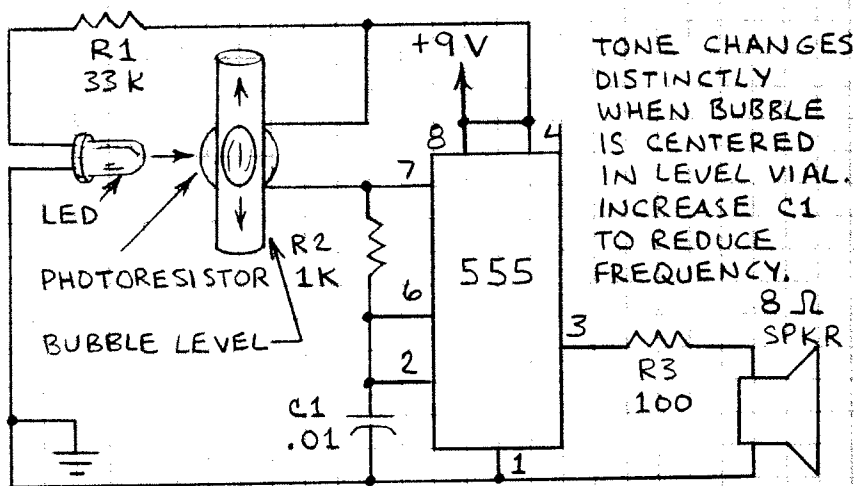 R1
33K
+9V
TONE CHANGES
DISTINCTLY
WHEN BUBBLE
IS CENTERED
IN LEVEL VIAL.
INCREASE C1
TO REDUCE
FREQUENCY.
8
4
7
LED
PHOTORESISTOR
BUBBLE LEVEL
R2
1K
6
555
2
3
8 Ω
SPKR
R3
100
C1
.01
1